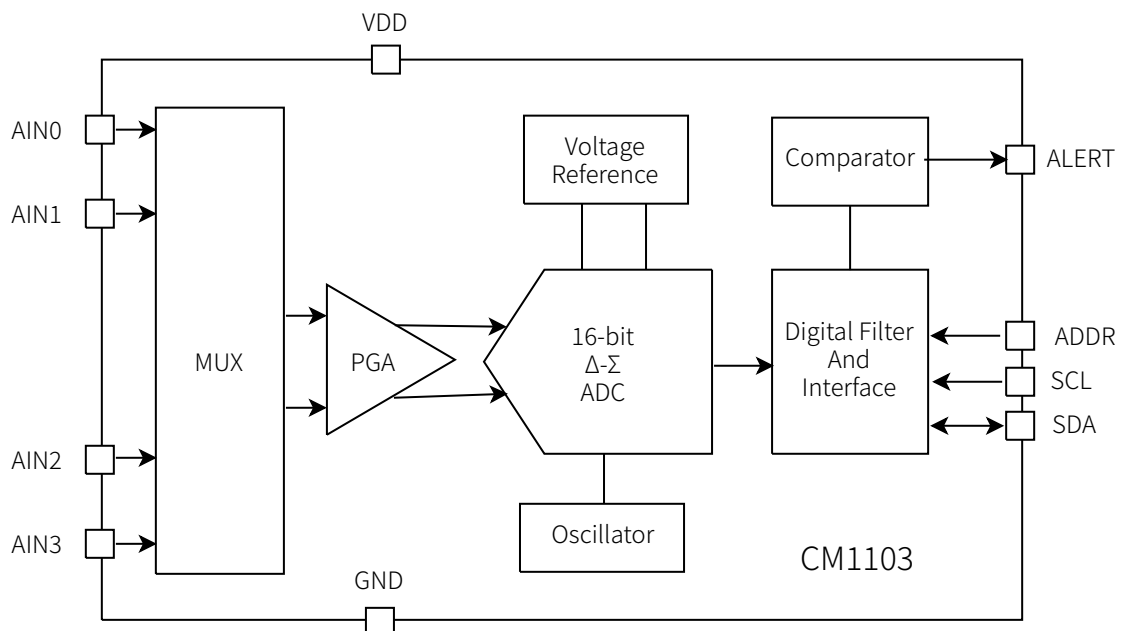 VDD
AIN0
AIN1
AIN2
AIN3
MUX
PGA
Voltage
Reference
16-bit
Δ-Σ
ADC
Oscillator
Comparator
Digital Filter
And
Interface
ALERT
ADDR
SCL
SDA
GND
CM1103